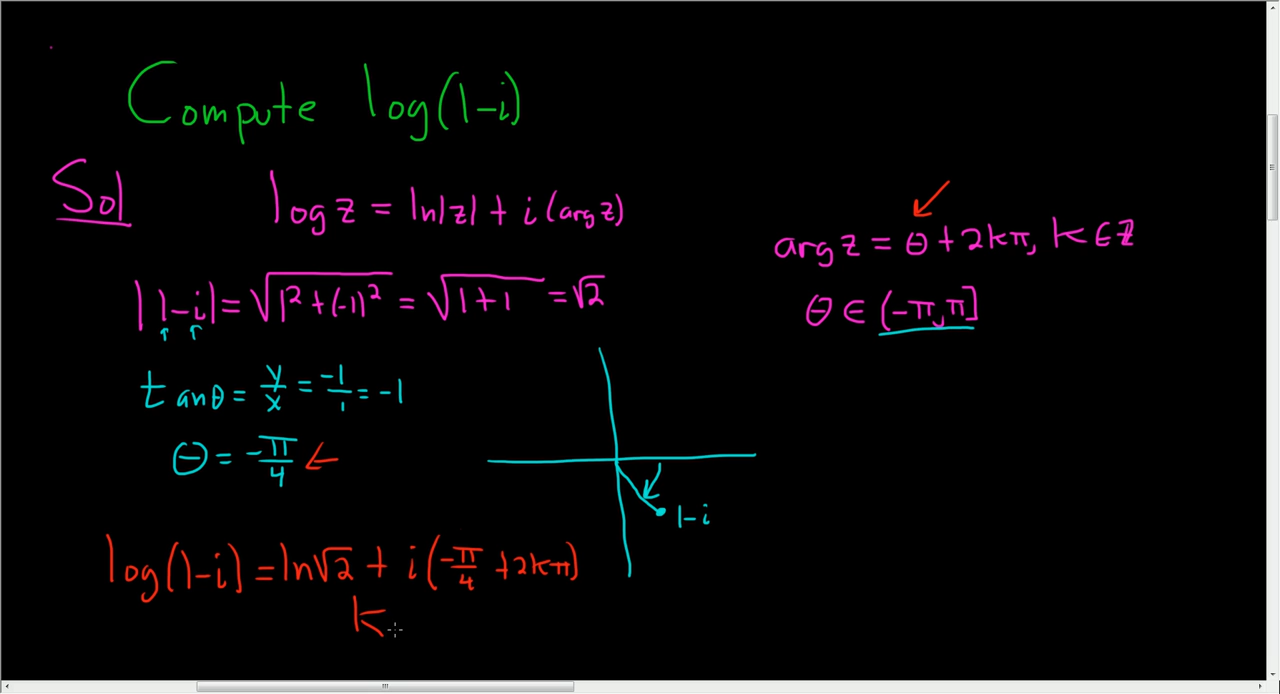 Compute log(1-i)
Sol
log z = ln|z| + i(arg z)
arg z = θ + 2kπ, k ∈ ℤ
θ ∈ (-π, π]
|1-i| = √(1² + (-1)²) = √(1+1) = √2
tanθ = y/x = -1/1 = -1
θ = -π/4
1-i
log(1-i) = ln√2 + i(-π/4 + 2kπ)
k